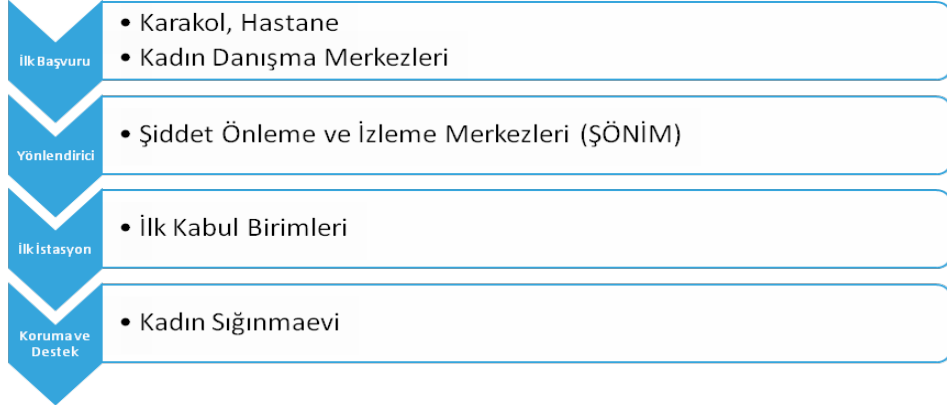 İlk Başvuru
• Karakol, Hastane
• Kadın Danışma Merkezleri
Yönlendirici
• Şiddet Önleme ve İzleme Merkezleri (ŞÖNİM)
İlk İstasyon
• İlk Kabul Birimleri
Koruma ve
Destek
• Kadın Sığınmaevi